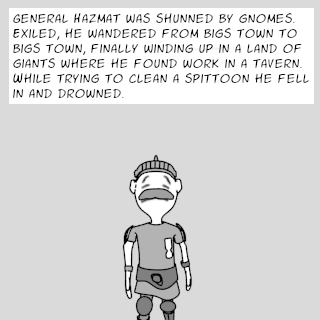 GENERAL HAZMAT WAS SHUNNED BY GNOMES.
EXILED, HE WANDERED FROM BIGS TOWN TO
BIGS TOWN, FINALLY WINDING UP IN A LAND OF
GIANTS WHERE HE FOUND WORK IN A TAVERN.
WHILE TRYING TO CLEAN A SPITTOON HE FELL
IN AND DROWNED.